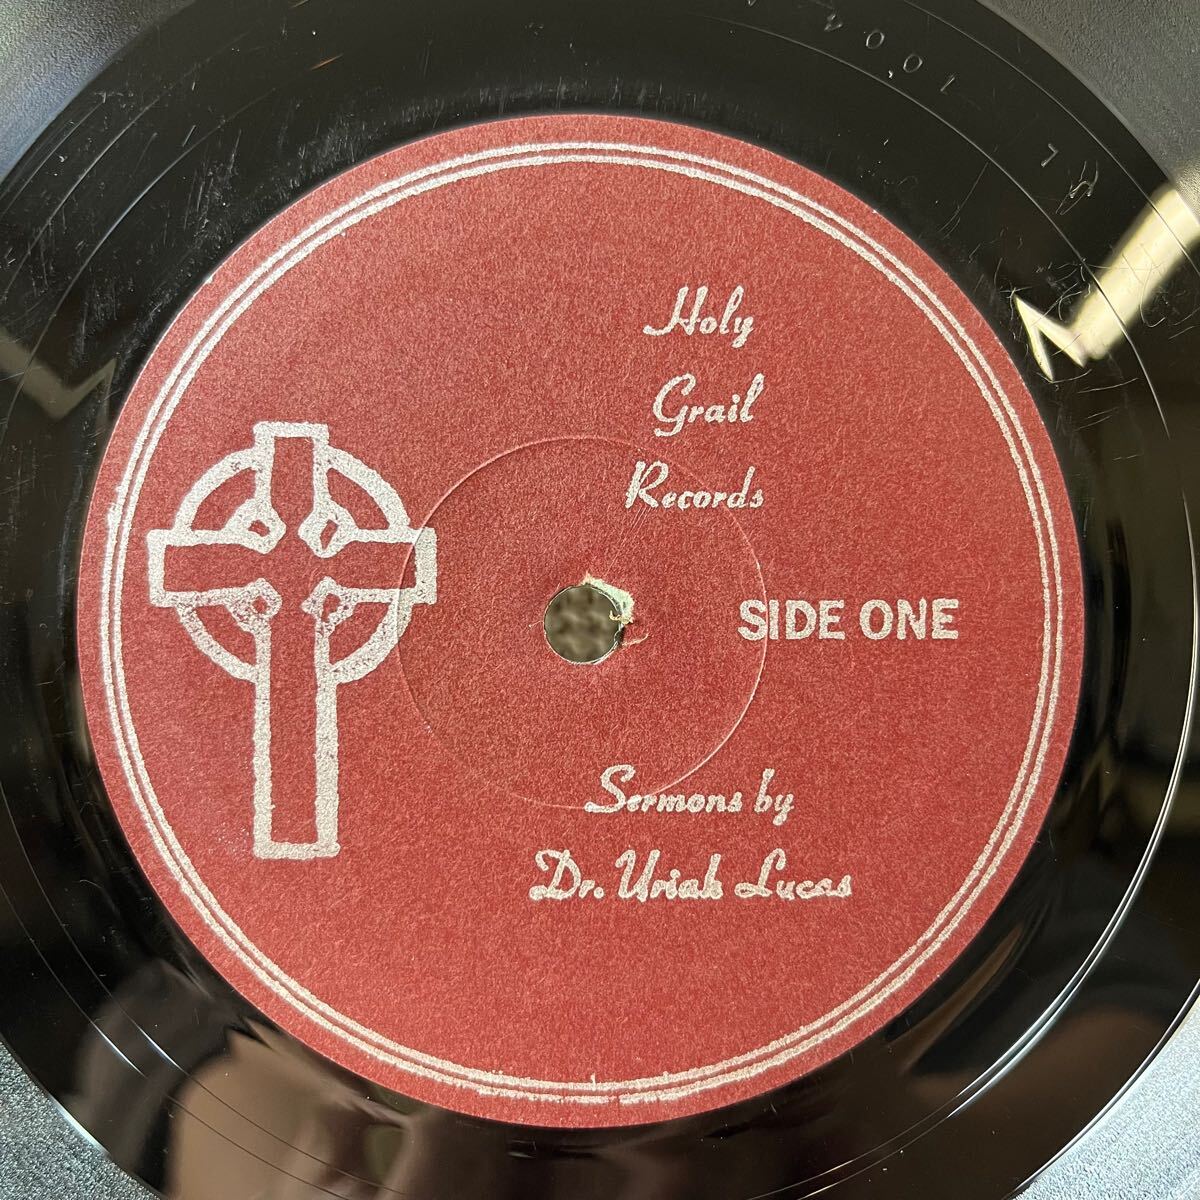 Holy
Grail
Records
SIDE ONE
Sermons by
Dr. Uriah Lucas